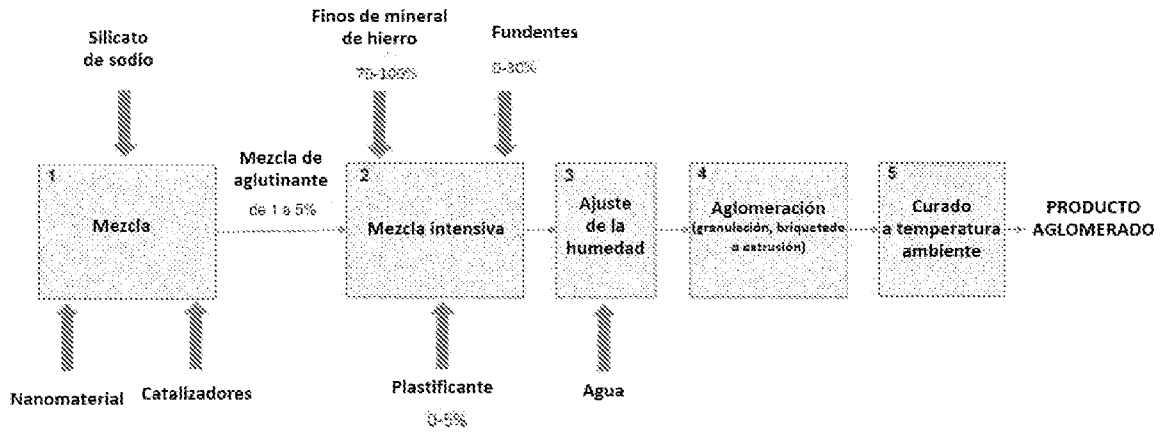 Silicato
de sodio
Finos de mineral
de hierro
70-100%
Fundentes
0-30%
1
Mezcla
Mezcla de
aglutinante
de 1 a 5%
2
Mezcla intensiva
3
Ajuste
de la
humedad
4
Aglomeración
(granulación, briquetado
o extrusión)
5
Curado
a temperatura
ambiente
PRODUCTO
AGLOMERADO
Nanomaterial
Catalizadores
Plastificante
0-5%
Agua